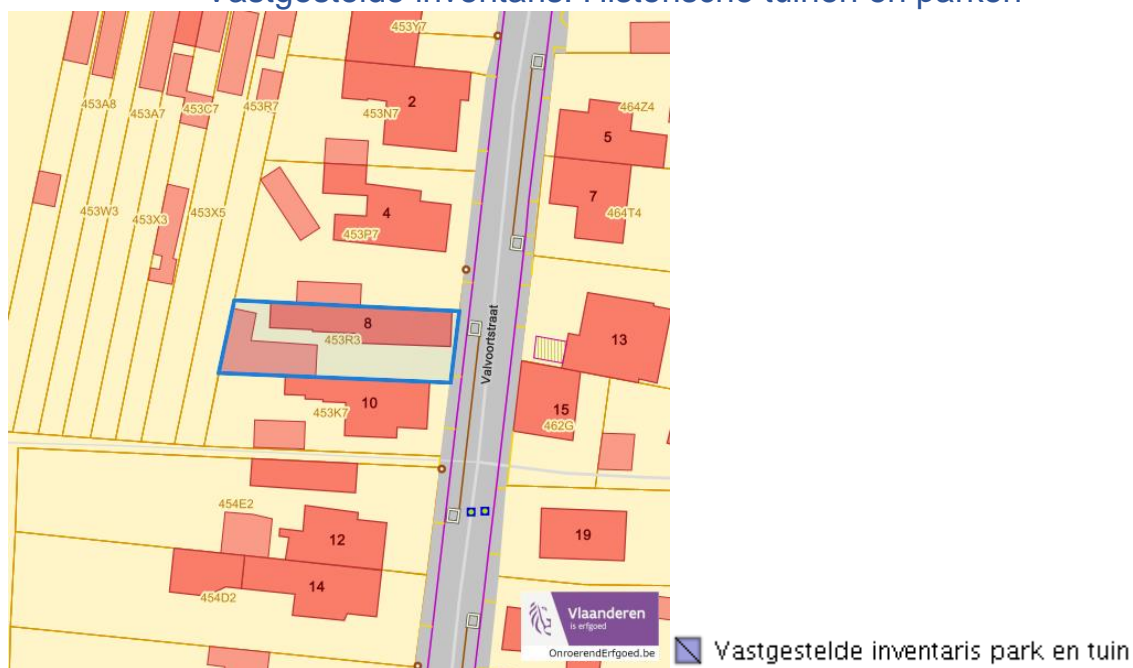 Vastgestelde inventaris: Historische tuinen en parken
453Y7
2
453N7
464Z4
5
453A8
453A7
453C7
453R7
7
464T4
453W3
453X3
453X5
4
453P7
8
453R3
Valvoortstraat
13
10
453K7
15
462G
454E2
12
19
14
454D2
Vlaanderen
is erfgoed
OnroerendErfgoed.be
Vastgestelde inventaris park en tuin